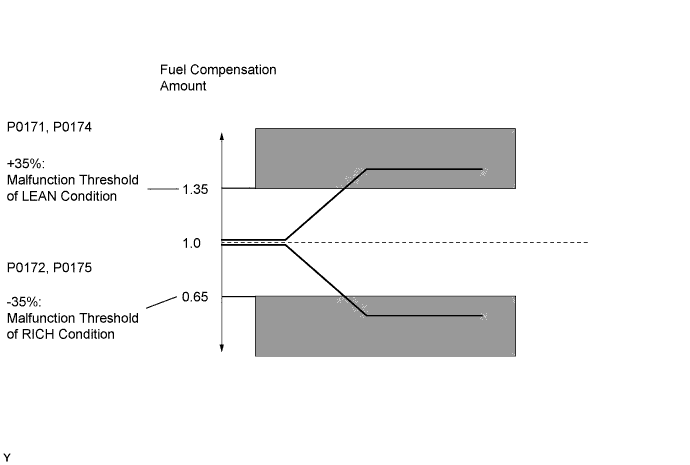 Fuel Compensation
Amount
P0171, P0174
+35%:
Malfunction Threshold
of LEAN Condition
1.35
1.0
P0172, P0175
-35%:
Malfunction Threshold
of RICH Condition
0.65
Y